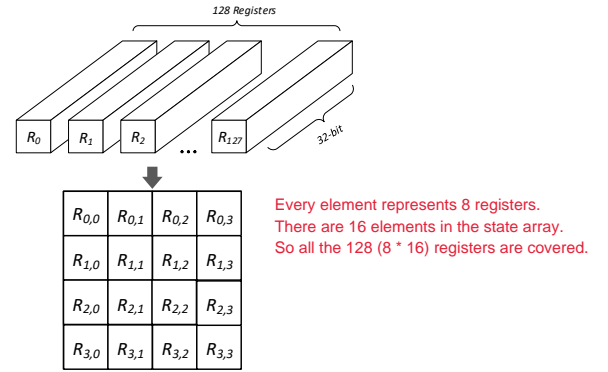 128 Registers
R0 R1 R2 ... R127
32-bit
R0,0 R0,1 R0,2 R0,3
Every element represents 8 registers.
There are 16 elements in the state array.
So all the 128 (8 * 16) registers are covered.
R1,0 R1,1 R1,2 R1,3
R2,0 R2,1 R2,2 R2,3
R3,0 R3,1 R3,2 R3,3